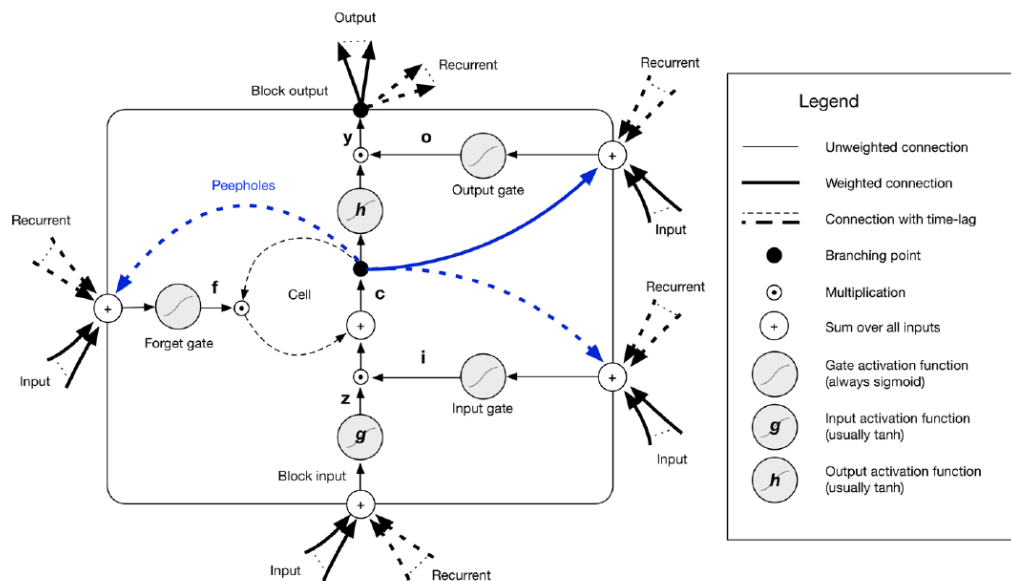 Output
Recurrent
Block output
Recurrent
y
o
Output gate
Input
Peepholes
h
Recurrent
Cell
c
f
Forget gate
Recurrent
Input
i
Input gate
z
g
Block input
Input
Input
Recurrent
Legend
Unweighted connection
Weighted connection
Connection with time-lag
Branching point
Multiplication
+ Sum over all inputs
Gate activation function
(always sigmoid)
g Input activation function
(usually tanh)
h Output activation function
(usually tanh)